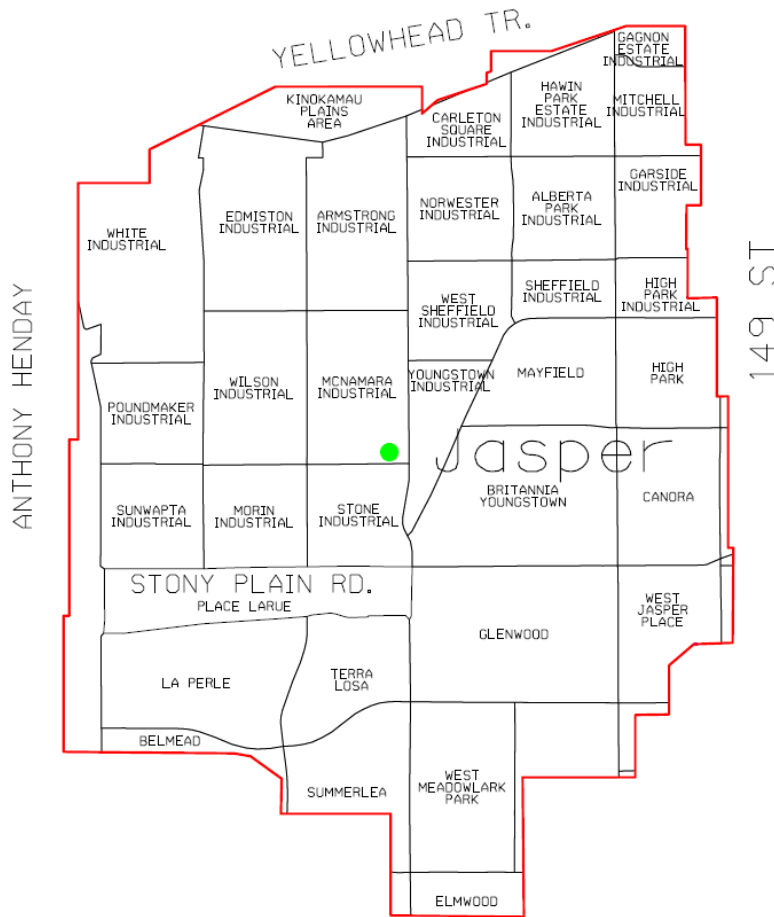 YELLOWHEAD TR.
GAGNON
ESTATE
INDUSTRIAL
KINOKAMAU
PLAINS
AREA
HAWIN
PARK
ESTATE
INDUSTRIAL
MITCHELL
INDUSTRIAL
CARLETON
SQUARE
INDUSTRIAL
GARSIDE
INDUSTRIAL
WHITE
INDUSTRIAL
EDMISTON
INDUSTRIAL
ARMSTRONG
INDUSTRIAL
NORWESTER
INDUSTRIAL
ALBERTA
PARK
INDUSTRIAL
ANTHONY HENDAY
149 ST
WEST
SHEFFIELD
INDUSTRIAL
SHEFFIELD
INDUSTRIAL
HIGH
PARK
INDUSTRIAL
POUNDMAKER
INDUSTRIAL
WILSON
INDUSTRIAL
MCNAMARA
INDUSTRIAL
YOUNGSTOWN
INDUSTRIAL
MAYFIELD
HIGH
PARK
Jasper
SUNWAPTA
INDUSTRIAL
MORIN
INDUSTRIAL
STONE
INDUSTRIAL
BRITANNIA
YOUNGSTOWN
CANORA
STONY PLAIN RD.
PLACE LARUE
GLENWOOD
WEST
JASPER
PLACE
LA PERLE
TERRA
LOSA
BELMEAD
SUMMERLEA
WEST
MEADOWLARK
PARK
ELMWOOD